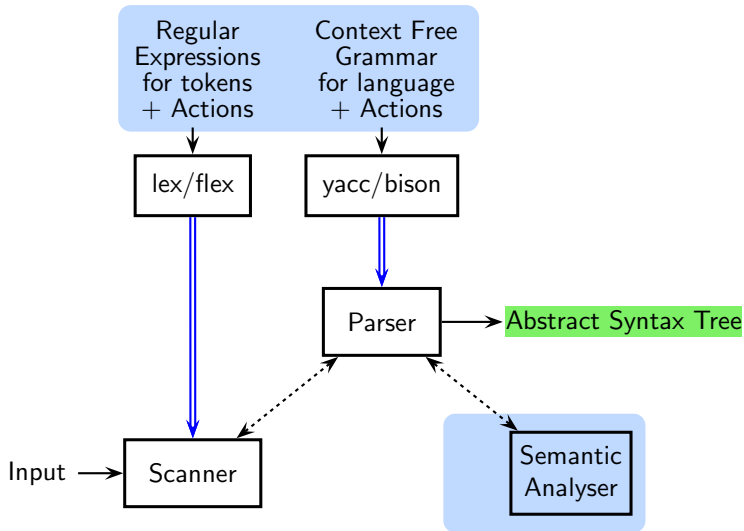 Regular
Expressions
for tokens
+ Actions
Context Free
Grammar
for language
+ Actions
lex/flex
yacc/bison
Parser
Abstract Syntax Tree
Input
Scanner
Semantic
Analyser